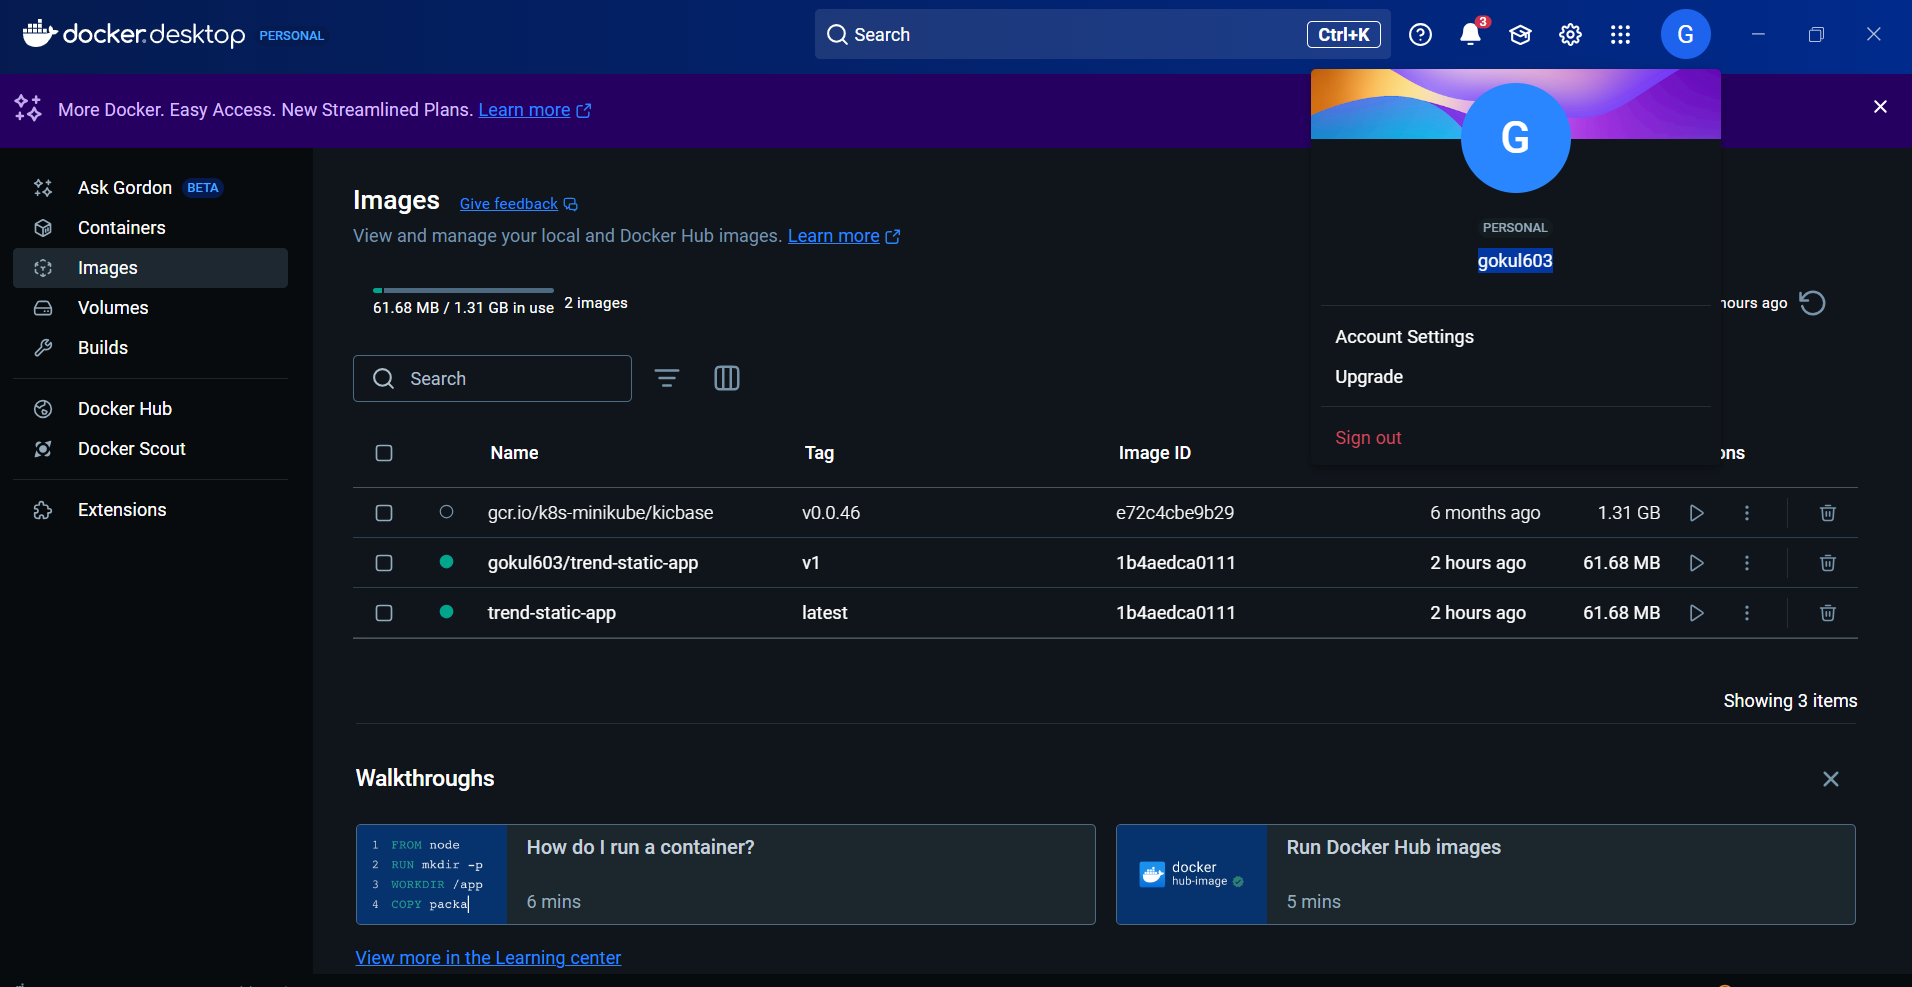 docker.desktop PERSONAL
Search Ctrl+K
3
G
More Docker. Easy Access. New Streamlined Plans. Learn more
G
PERSONAL
gokul603
Account Settings
Upgrade
Sign out
Ask Gordon BETA
Containers
Images
Volumes
Builds
Docker Hub
Docker Scout
Extensions
Images Give feedback
View and manage your local and Docker Hub images. Learn more
61.68 MB / 1.31 GB in use 2 images
hours ago
Search
Name Tag Image ID ons
gcr.io/k8s-minikube/kicbase v0.0.46 e72c4cbe9b29 6 months ago 1.31 GB
gokul603/trend-static-app v1 1b4aedca0111 2 hours ago 61.68 MB
trend-static-app latest 1b4aedca0111 2 hours ago 61.68 MB
Showing 3 items
Walkthroughs
1 FROM node
2 RUN mkdir -p
3 WORKDIR /app
4 COPY packa
How do I run a container?
6 mins
docker
hub-image
Run Docker Hub images
5 mins
View more in the Learning center